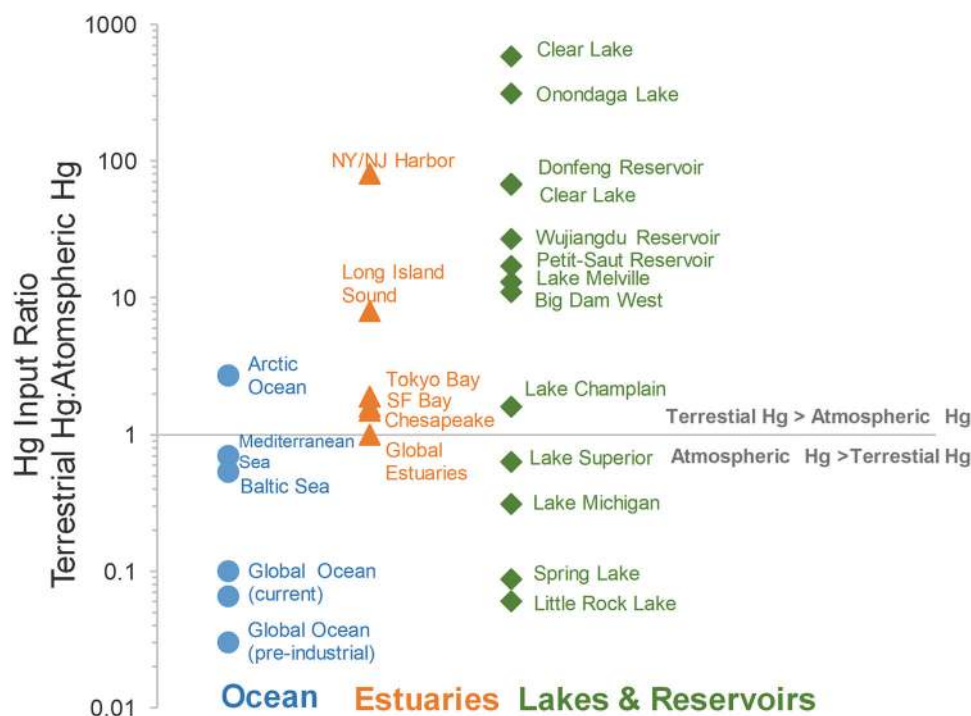 Hg Input Ratio
Terrestrial Hg:Atomspheric Hg
1000
100
10
1
0.1
0.01
Arctic
Ocean
Mediterranean
Sea
Baltic Sea
Global Ocean
(current)
Global Ocean
(pre-industrial)
NY/NJ Harbor
Long Island
Sound
Tokyo Bay
SF Bay
Chesapeake
Global
Estuaries
Clear Lake
Onondaga Lake
Donfeng Reservoir
Clear Lake
Wujiangdu Reservoir
Petit-Saut Reservoir
Lake Melville
Big Dam West
Lake Champlain
Terrestial Hg > Atmospheric Hg
Atmospheric Hg >Terrestrial Hg
Lake Superior
Lake Michigan
Spring Lake
Little Rock Lake
Ocean
Estuaries
Lakes & Reservoirs